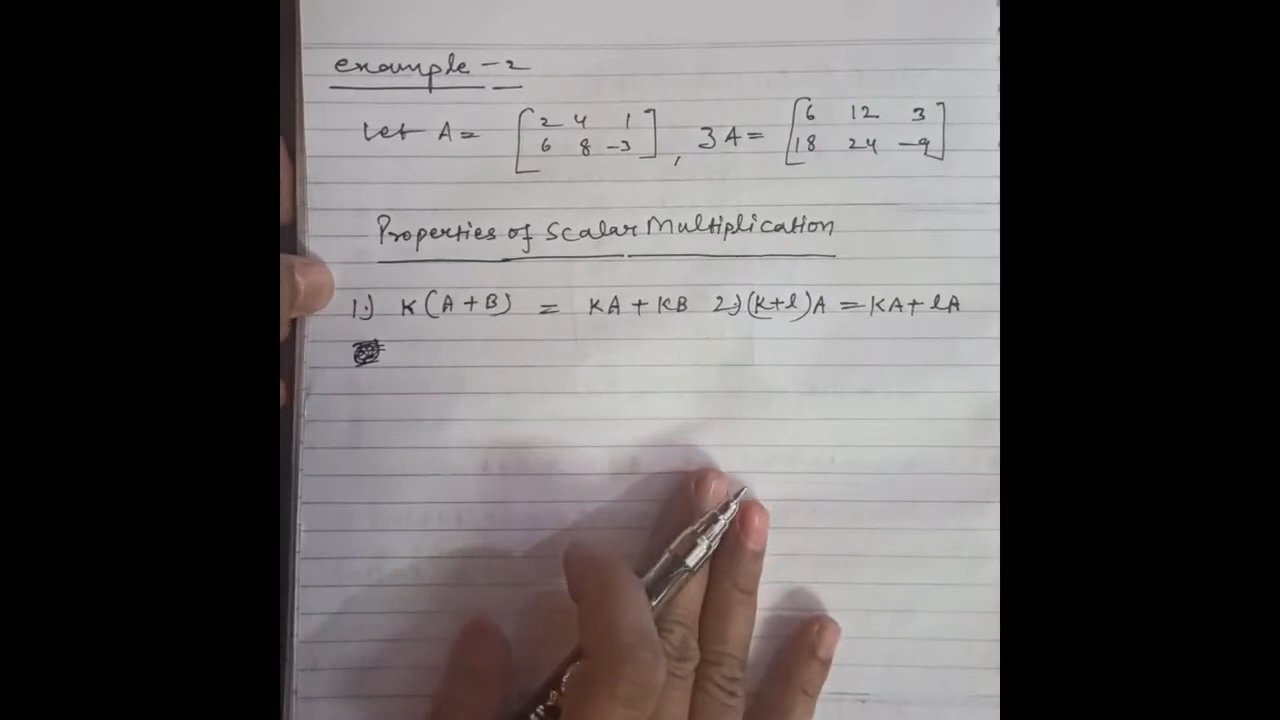 example - 2
Let A = [ 2 4 1
6 8 -3 ] , 3A = [ 6 12 3
18 24 -9 ]
Properties of Scalar Multiplication
1.) K(A+B) = KA + KB 2.) (K+l)A = KA + lA